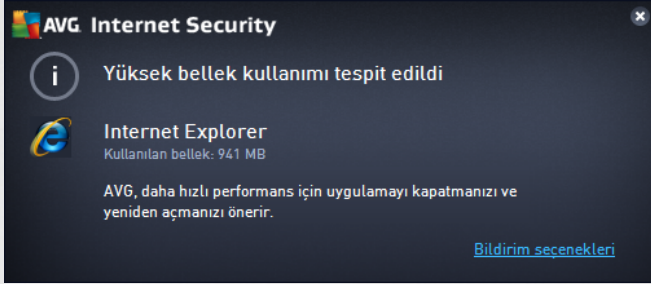 AVG Internet Security
Yüksek bellek kullanımı tespit edildi
Internet Explorer
Kullanılan bellek: 941 MB
AVG, daha hızlı performans için uygulamayı kapatmanızı ve
yeniden açmanızı önerir.
Bildirim seçenekleri